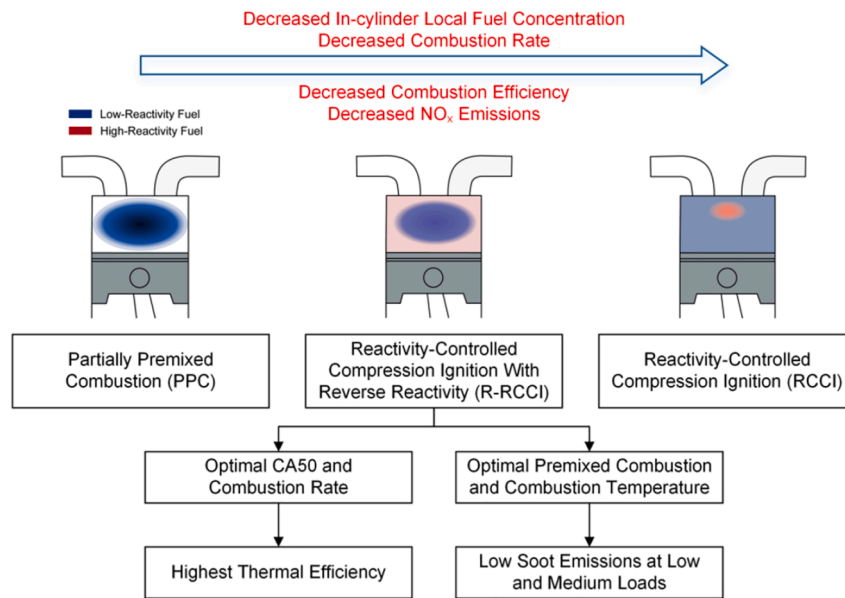 Decreased In-cylinder Local Fuel Concentration
Decreased Combustion Rate
Decreased Combustion Efficiency
Decreased NOₓ Emissions
Low-Reactivity Fuel
High-Reactivity Fuel
Partially Premixed
Combustion (PPC)
Reactivity-Controlled
Compression Ignition With
Reverse Reactivity (R-RCCI)
Reactivity-Controlled
Compression Ignition (RCCI)
Optimal CA50 and
Combustion Rate
Optimal Premixed Combustion
and Combustion Temperature
Highest Thermal Efficiency
Low Soot Emissions at Low
and Medium Loads